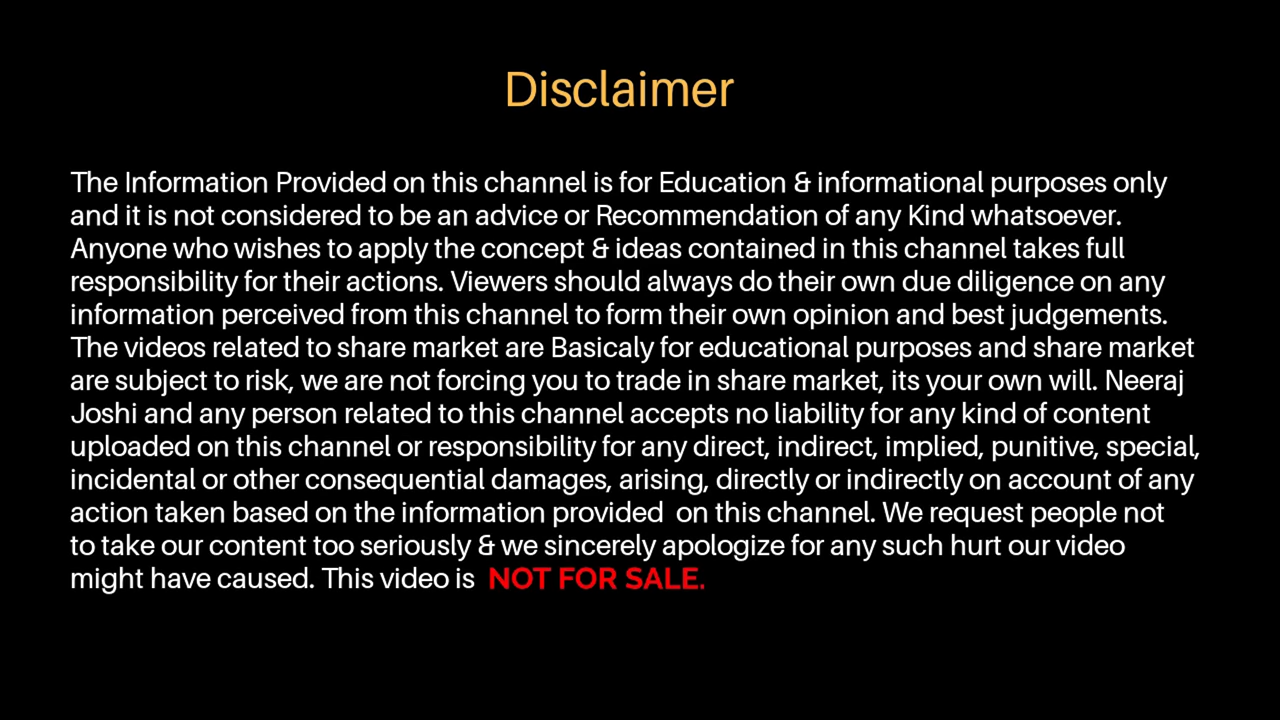 Disclaimer
The Information Provided on this channel is for Education & informational purposes only
and it is not considered to be an advice or Recommendation of any Kind whatsoever.
Anyone who wishes to apply the concept & ideas contained in this channel takes full
responsibility for their actions. Viewers should always do their own due diligence on any
information perceived from this channel to form their own opinion and best judgements.
The videos related to share market are Basicaly for educational purposes and share market
are subject to risk, we are not forcing you to trade in share market, its your own will. Neeraj
Joshi and any person related to this channel accepts no liability for any kind of content
uploaded on this channel or responsibility for any direct, indirect, implied, punitive, special,
incidental or other consequential damages, arising, directly or indirectly on account of any
action taken based on the information provided  on this channel. We request people not
to take our content too seriously & we sincerely apologize for any such hurt our video
might have caused. This video is  NOT FOR SALE.